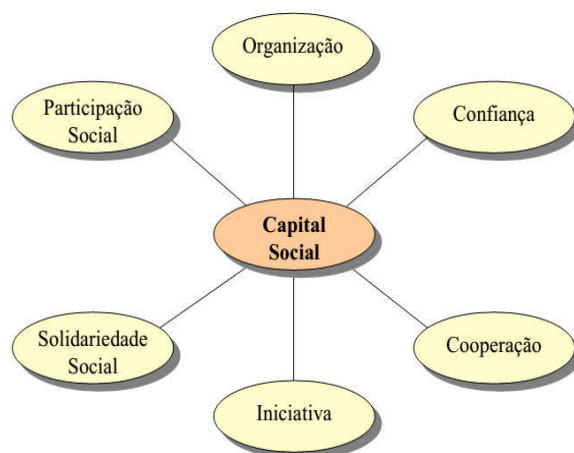 Organização
Participação
Social
Confiança
Capital
Social
Solidariedade
Social
Cooperação
Iniciativa